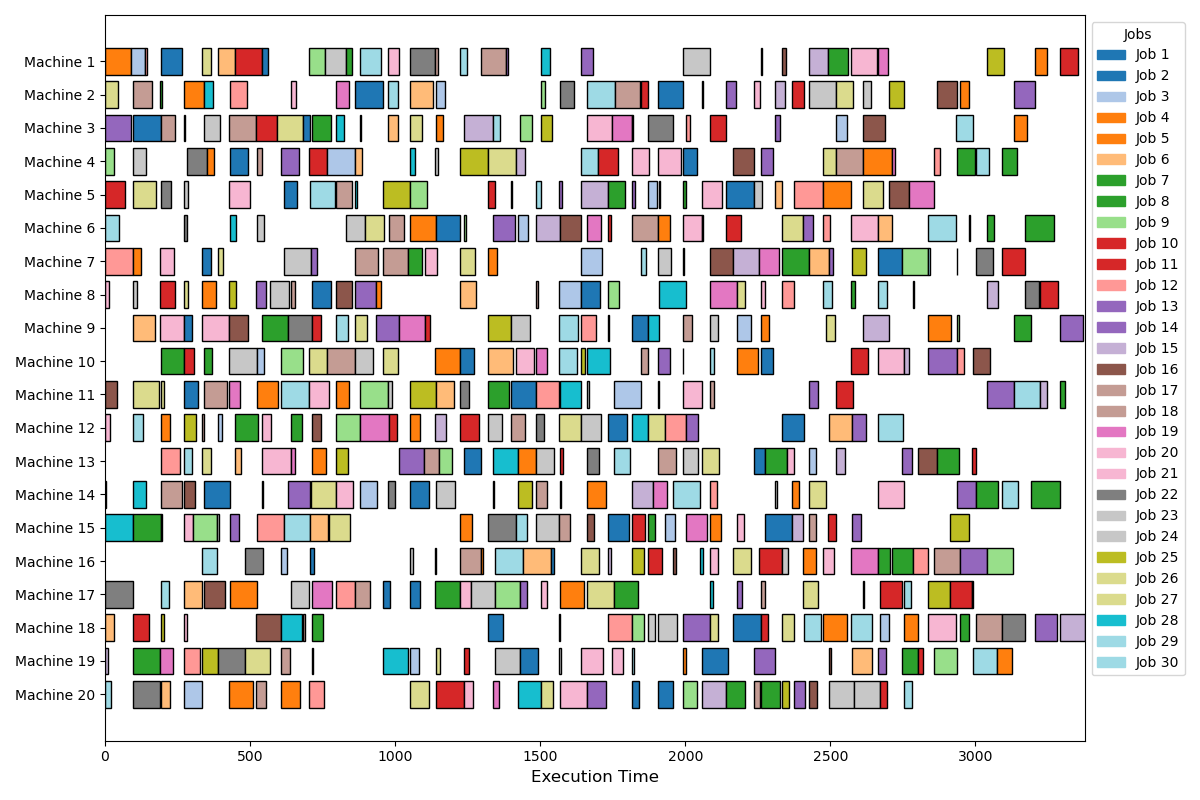 Machine 1
Machine 2
Machine 3
Machine 4
Machine 5
Machine 6
Machine 7
Machine 8
Machine 9
Machine 10
Machine 11
Machine 12
Machine 13
Machine 14
Machine 15
Machine 16
Machine 17
Machine 18
Machine 19
Machine 20
0 500 1000 1500 2000 2500 3000
Execution Time
Jobs
Job 1
Job 2
Job 3
Job 4
Job 5
Job 6
Job 7
Job 8
Job 9
Job 10
Job 11
Job 12
Job 13
Job 14
Job 15
Job 16
Job 17
Job 18
Job 19
Job 20
Job 21
Job 22
Job 23
Job 24
Job 25
Job 26
Job 27
Job 28
Job 29
Job 30